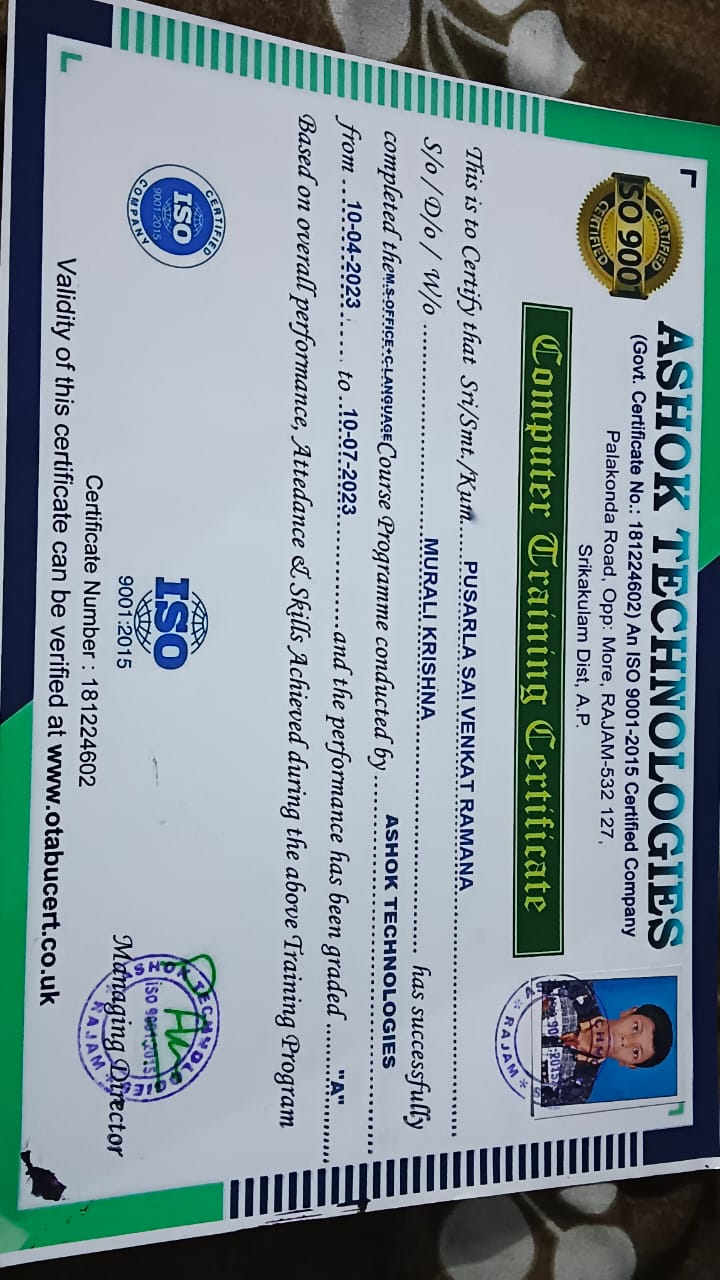 ASHOK TECHNOLOGIES
(Govt. Certificate No.: 181224602) An ISO 9001-2015 Certified Company
Palakonda Road, Opp: More, RAJAM-532 127,
Srikakulam Dist, A.P.
CERTIFIED
ISO 9001
CERTIFIED
Computer Training Certificate
This is to Certify that Sri/Smt./Kum. PUSARLA SAI VENKAT RAMANA
S/o / D/o / W/o MURALI KRISHNA has successfully
completed the M.S-OFFICE+C-LANGUAGE Course Programme conducted by ASHOK TECHNOLOGIES
from 10-04-2023 to 10-07-2023 and the performance has been graded "A"
Based on overall performance, Attedance & Skills Achieved during the above Training Program
CERTIFIED
ISO
9001:2015
COMPANY
ISO
9001:2015
ISO 9001:2015
RAJAM
RAJAM
Managing Director
Certificate Number : 181224602
Validity of this certificate can be verified at www.otabucert.co.uk